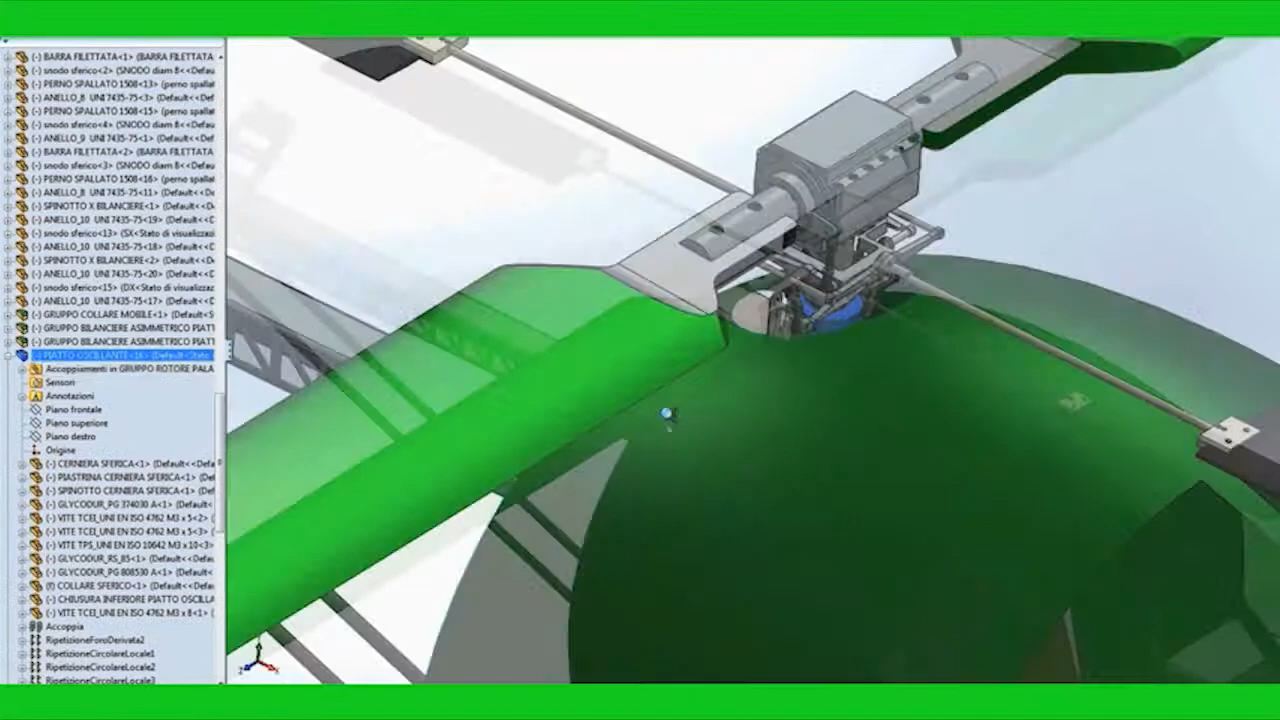 (-) BARRA FILETTATA<1> (BARRA FILETTATA
(-) snodo sferico<2> (SNODO diam 8<<Defau
(-) PERNO SPALLATO 1508<13> (perno spallat
(-) ANELLO_8 UNI 7435-75<3> (Default<<Def
(-) PERNO SPALLATO 1508<15> (perno spallat
(-) snodo sferico<4> (SNODO diam 8<<Defau
(-) ANELLO_9 UNI 7435-75<1> (Default<<Def
(-) BARRA FILETTATA<2> (BARRA FILETTATA
(-) snodo sferico<3> (SNODO diam 8<<Defau
(-) PERNO SPALLATO 1508<16> (perno spallat
(-) ANELLO_8 UNI 7435-75<11> (Default<<De
(-) SPINOTTO X BILANCIERE<1> (Default<<D
(-) ANELLO_10 UNI 7435-75<19> (Default<<D
(-) snodo sferico<13> (SX<Stato di visualizzazi
(-) ANELLO_10 UNI 7435-75<18> (Default<<D
(-) SPINOTTO X BILANCIERE<2> (Default<<D
(-) ANELLO_10 UNI 7435-75<20> (Default<<D
(-) snodo sferico<15> (DX<Stato di visualizza
(-) ANELLO_10 UNI 7435-75<17> (Default<<D
(-) GRUPPO COLLARE MOBILE<1> (Default<S
(-) GRUPPO BILANCIERE ASIMMETRICO PIATT
(-) GRUPPO BILANCIERE ASIMMETRICO PIATT
(-) PIATTO OSCILLANTE<16> (Default<Stato
Accoppiamenti in GRUPPO ROTORE PALA
Sensori
Annotazioni
Piano frontale
Piano superiore
Piano destro
Origine
(-) CERNIERA SFERICA<1> (Default<<Defa
(-) PIASTRINA CERNIERA SFERICA<1> (Def
(-) SPINOTTO CERNIERA SFERICA<1> (Def
(-) GLYCODUR_PG 374030 A<1> (Default<
(-) VITE TCEI_UNI EN ISO 4762 M3 x 5<2> (
(-) VITE TCEI_UNI EN ISO 4762 M3 x 5<3> (
(-) VITE TPS_UNI EN ISO 10642 M3 x 10<3>
(-) GLYCODUR_RS_85<1> (Default<<Defau
(-) GLYCODUR_PG 808530 A<1> (Default<
(f) COLLARE SFERICO<1> (Default<<Defau
(-) CHIUSURA INFERIORE PIATTO OSCILLA
(-) VITE TCEI_UNI EN ISO 4762 M3 x 8<1> (
Accoppia
RipetizioneForoDerivata2
RipetizioneCircolareLocale1
RipetizioneCircolareLocale2
RipetizioneCircolareLocale3